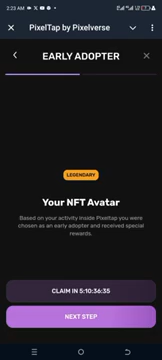 2:23 AM
PixelTap by Pixelverse
EARLY ADOPTER
LEGENDARY
Your NFT Avatar
Based on your activity inside Pixeltap you were
chosen as an early adopter and received special
rewards.
CLAIM IN 5:10:36:35
NEXT STEP